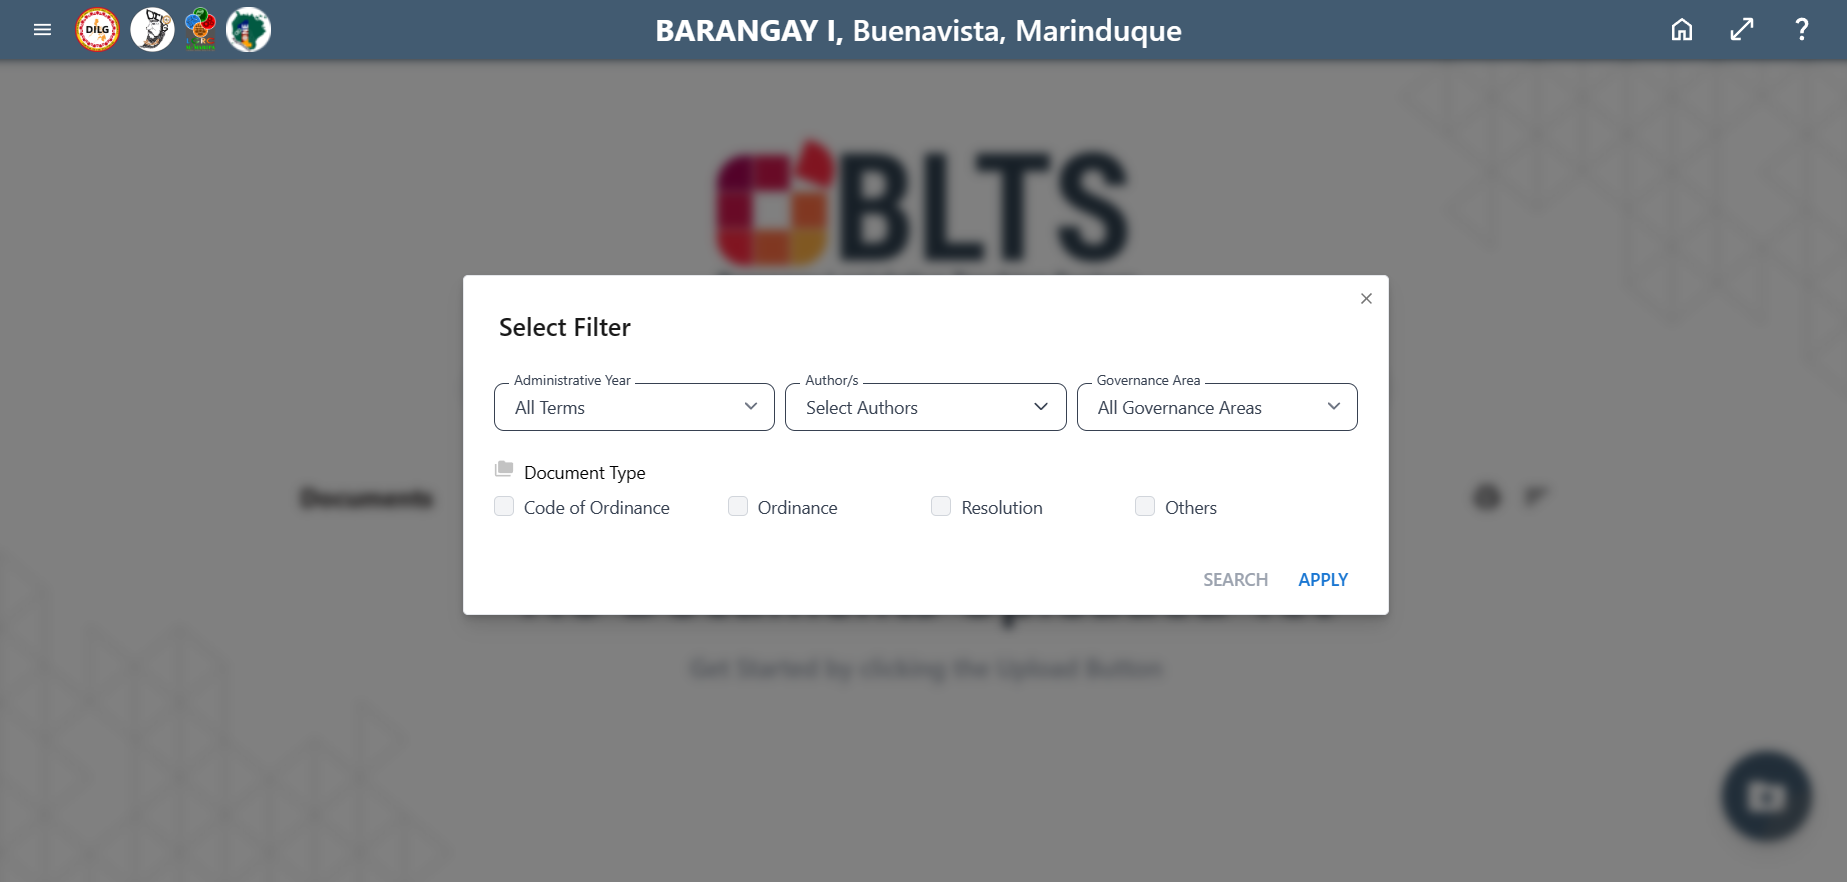 DILG
BARANGAY I, Buenavista, Marinduque
?
BLTS
Select Filter
Administrative Year
All Terms
Author/s
Select Authors
Governance Area
All Governance Areas
Document Type
Code of Ordinance
Ordinance
Resolution
Others
Documents
SEARCH
APPLY
Get Started by clicking the Upload Button